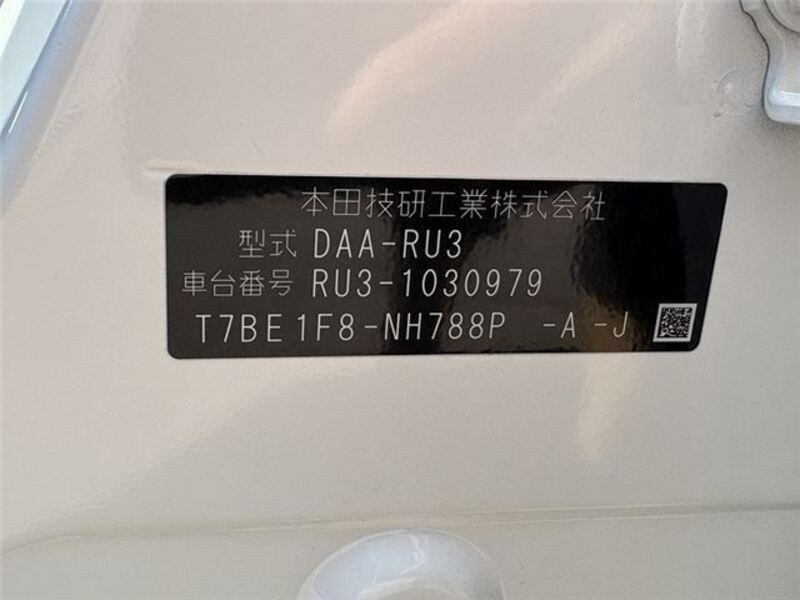 本田技研工業株式会社
型式 DAA-RU3
車台番号 RU3-1030979
T7BE1F8-NH788P -A-J